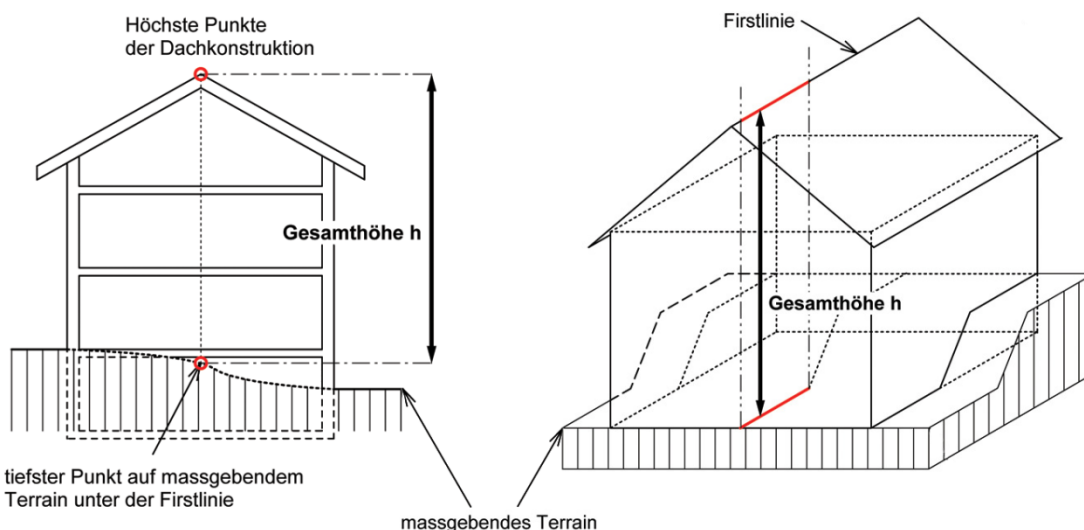 Höchste Punkte
der Dachkonstruktion
Firstlinie
Gesamthöhe h
Gesamthöhe h
tiefster Punkt auf massgebendem
Terrain unter der Firstlinie
massgebendes Terrain